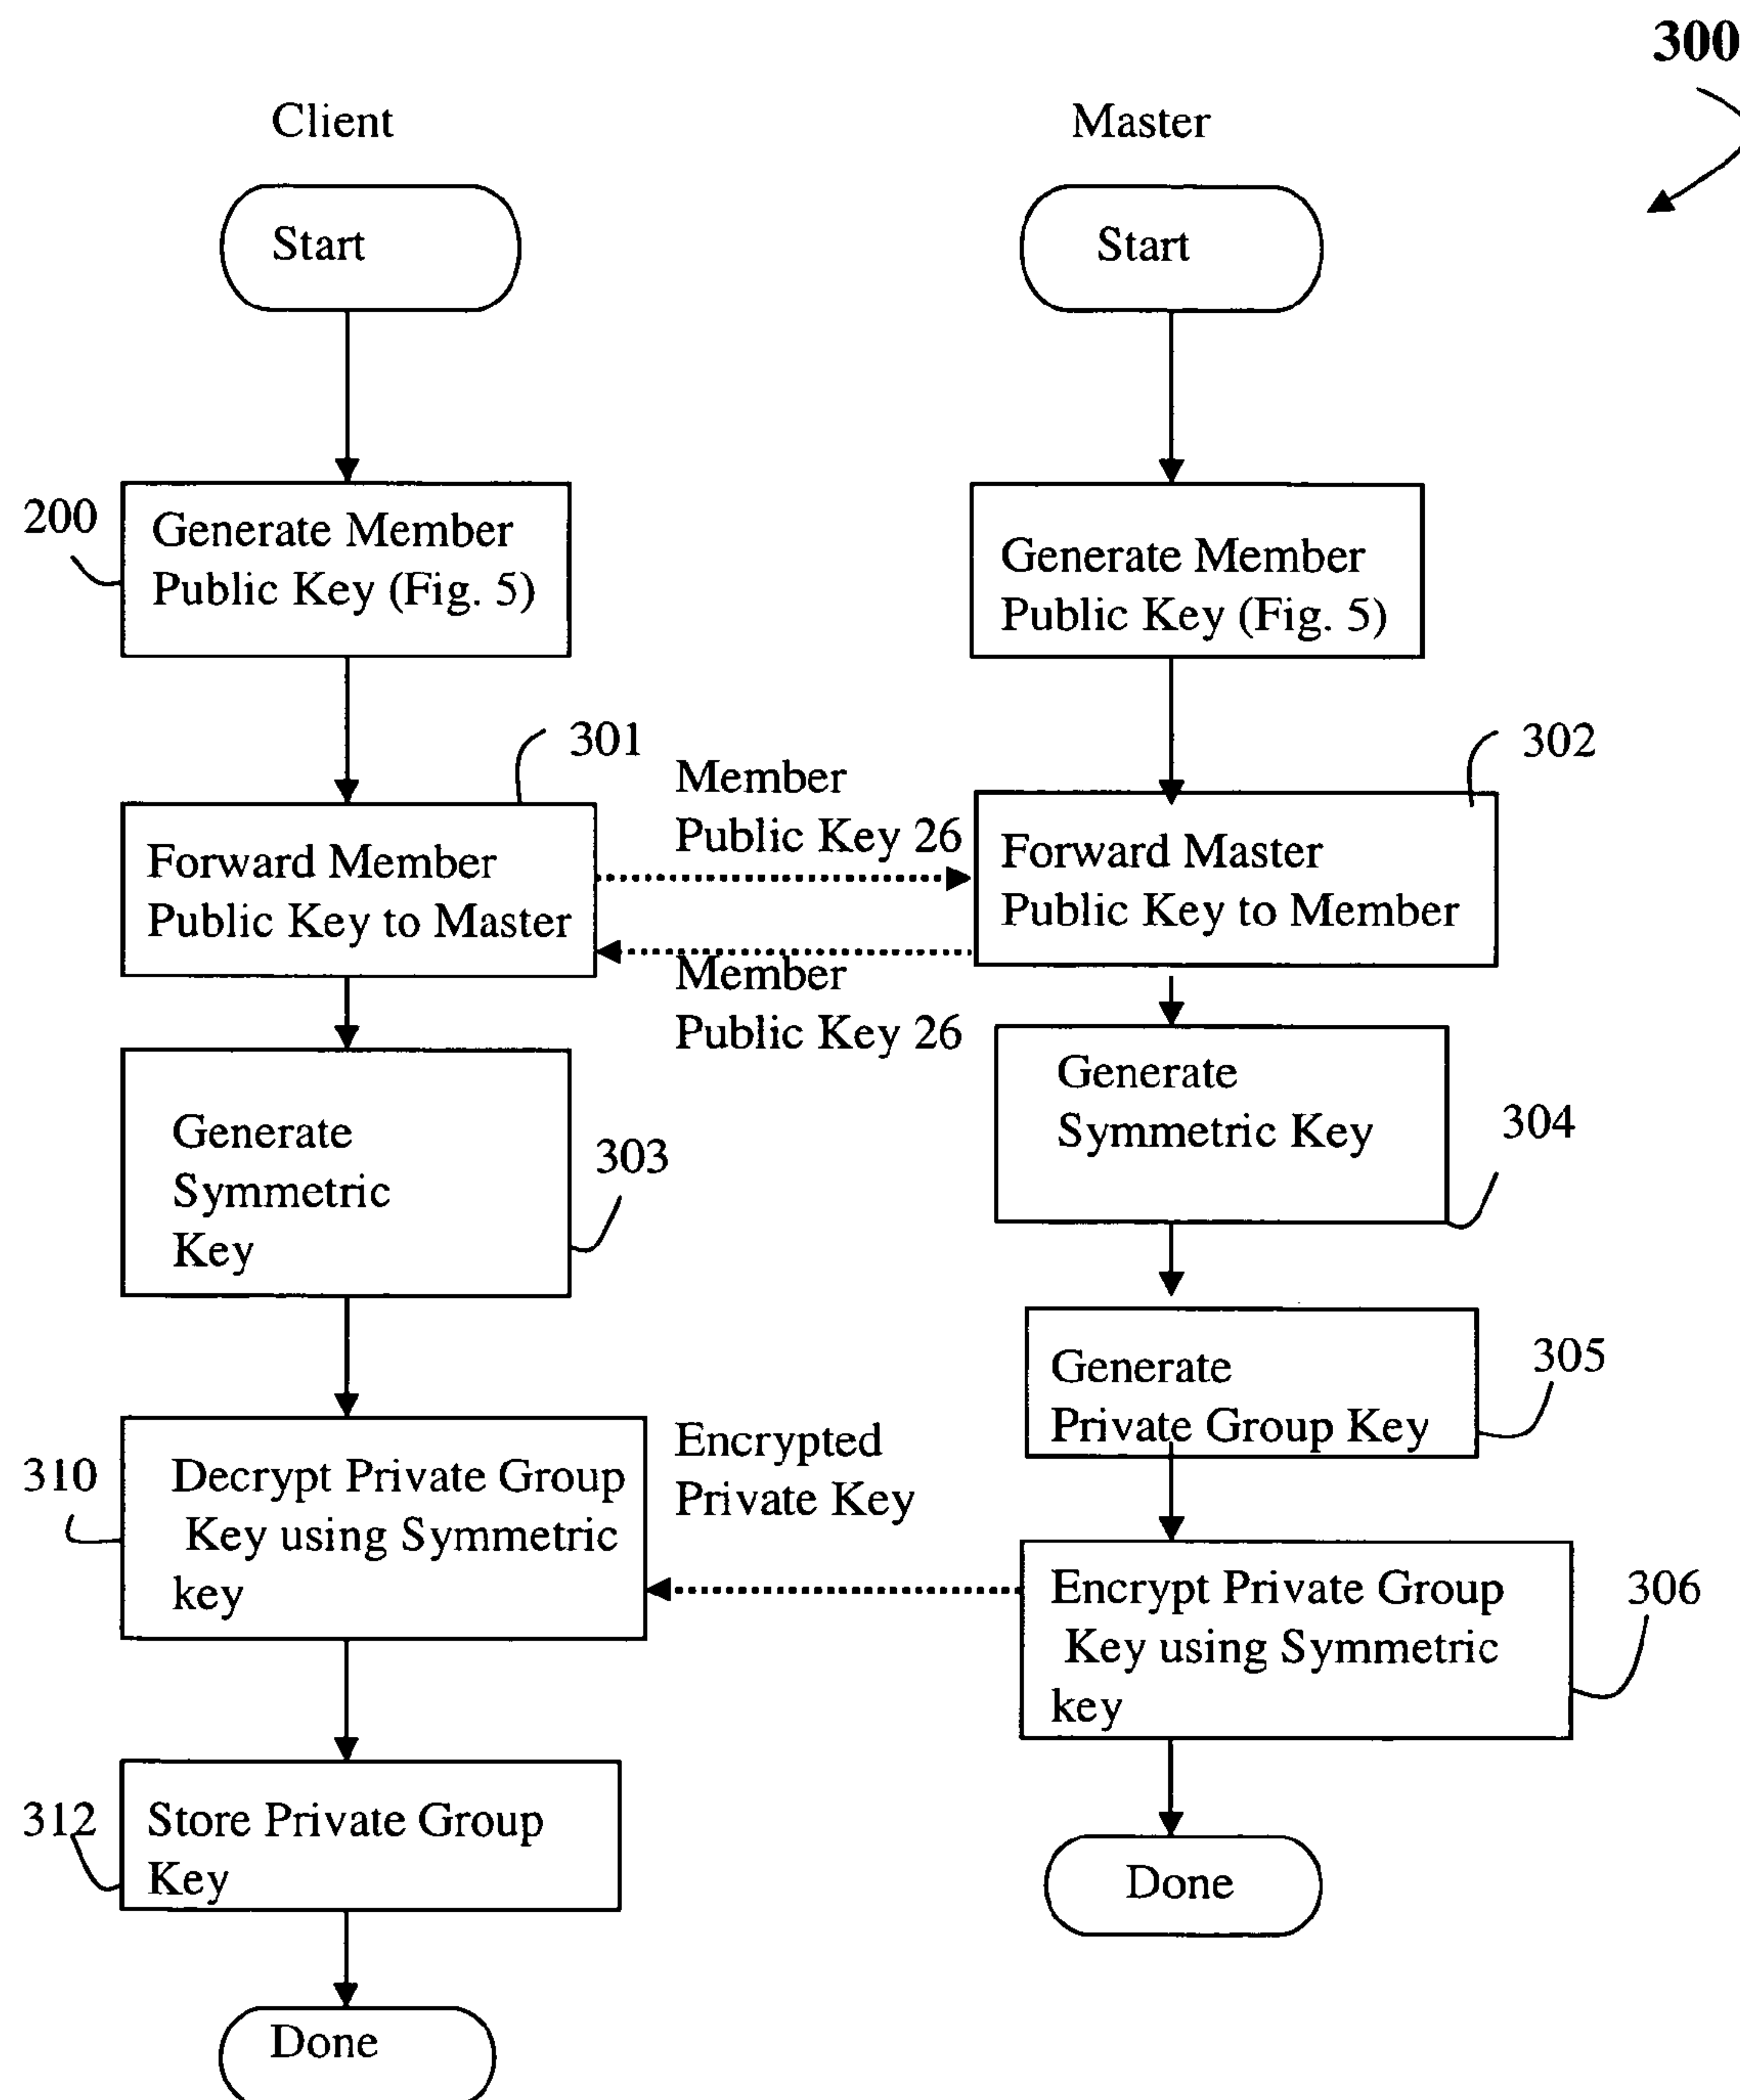 300
Client
Master
Start
Start
200
Generate Member
Public Key (Fig. 5)
Generate Member
Public Key (Fig. 5)
301
302
Member
Public Key 26
Forward Member
Public Key to Master
Forward Master
Public Key to Member
Member
Public Key 26
Generate
Symmetric
Key
303
Generate
Symmetric Key
304
Generate
Private Group Key
305
310
Decrypt Private Group
Key using Symmetric
key
Encrypted
Private Key
Encrypt Private Group
Key using Symmetric
key
306
312
Store Private Group
Key
Done
Done